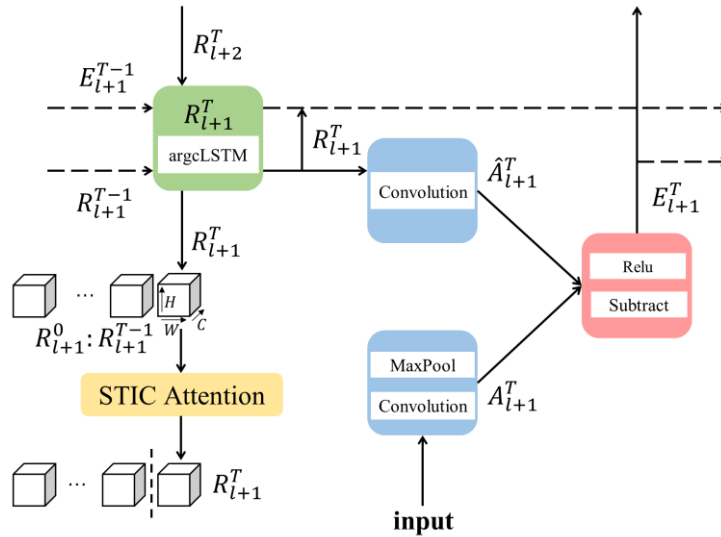 $R_{l+2}^{T}$
$E_{l+1}^{T-1}$
$R_{l+1}^{T}$
argcLSTM
$R_{l+1}^{T}$
$R_{l+1}^{T-1}$
Convolution
$\hat{A}_{l+1}^{T}$
$E_{l+1}^{T}$
$R_{l+1}^{T}$
Relu
Subtract
...
H
W
C
$R_{l+1}^{0}: R_{l+1}^{T-1}$
MaxPool
Convolution
$A_{l+1}^{T}$
STIC Attention
...
$R_{l+1}^{T}$
input